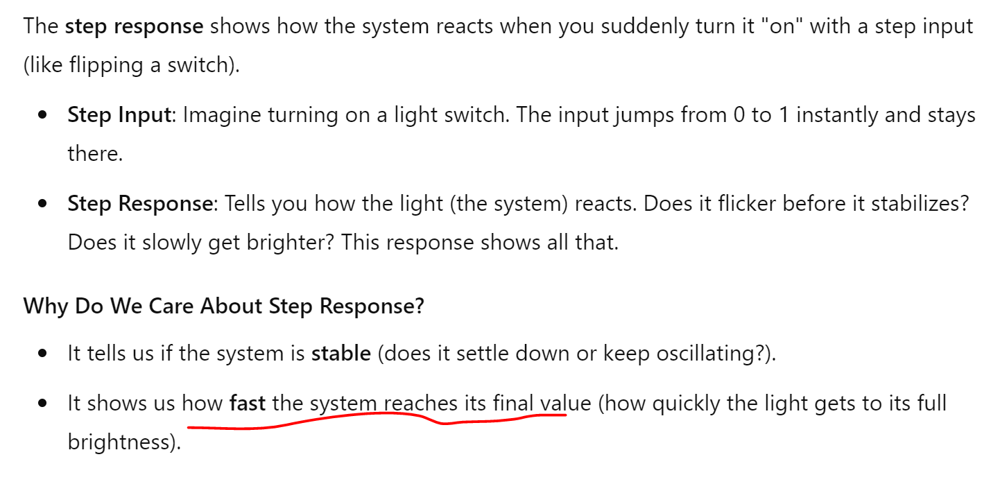 The step response shows how the system reacts when you suddenly turn it "on" with a step input
(like flipping a switch).
• Step Input: Imagine turning on a light switch. The input jumps from 0 to 1 instantly and stays
there.
• Step Response: Tells you how the light (the system) reacts. Does it flicker before it stabilizes?
Does it slowly get brighter? This response shows all that.
Why Do We Care About Step Response?
• It tells us if the system is stable (does it settle down or keep oscillating?).
• It shows us how fast the system reaches its final value (how quickly the light gets to its full
brightness).